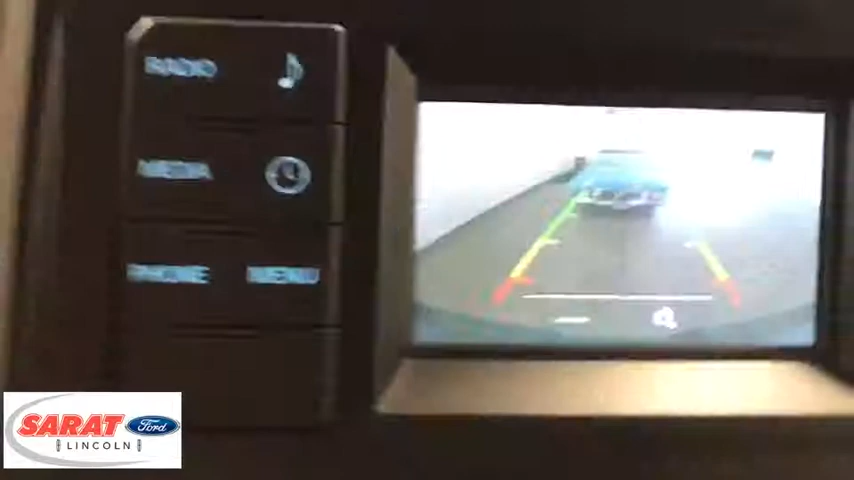 RADIO
MEDIA
PHONE MENU
SARAT Ford
LINCOLN